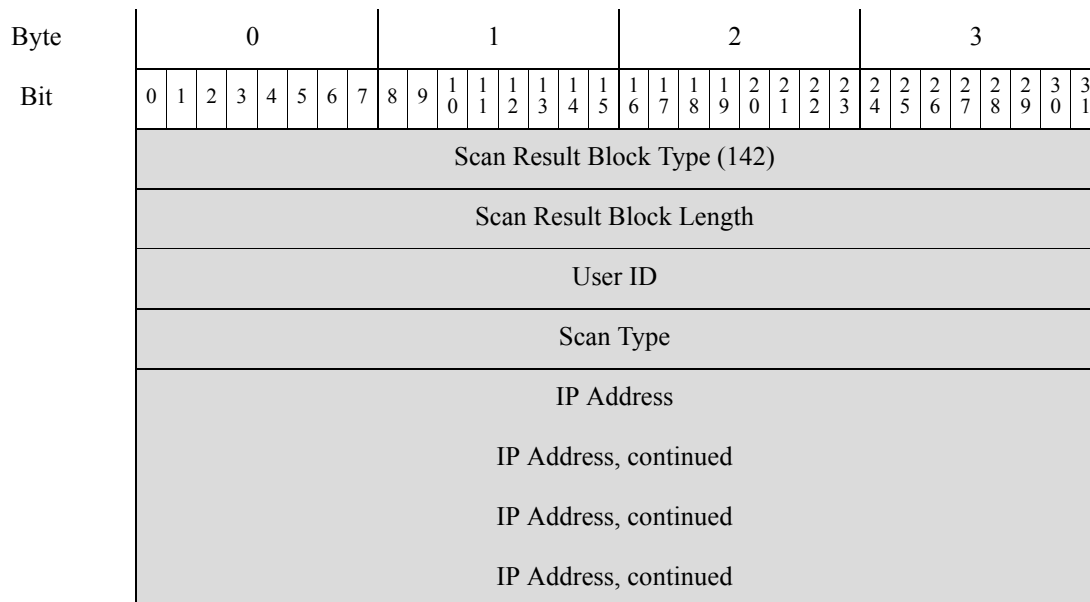 Byte 0 1 2 3
Bit 0 1 2 3 4 5 6 7 8 9 10 11 12 13 14 15 16 17 18 19 20 21 22 23 24 25 26 27 28 29 30 31
Scan Result Block Type (142)
Scan Result Block Length
User ID
Scan Type
IP Address
IP Address, continued
IP Address, continued
IP Address, continued